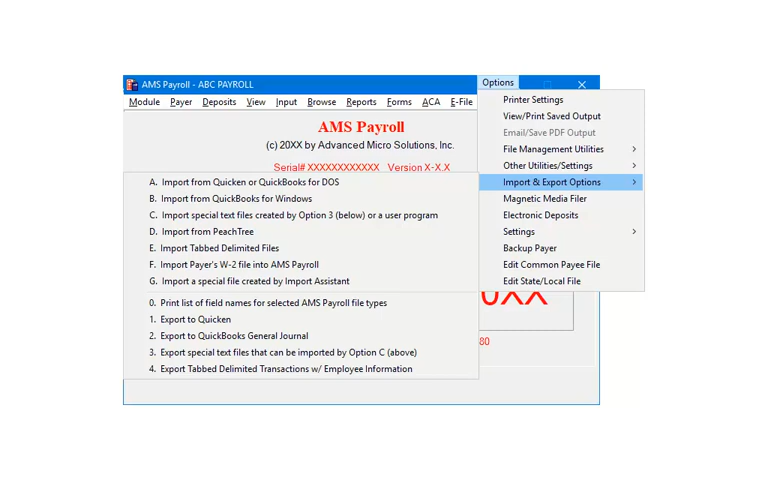 AMS Payroll - ABC PAYROLL
Options
Module Payer Deposits View Input Browse Reports Forms ACA E-File
AMS Payroll
(c) 20XX by Advanced Micro Solutions, Inc.
Serial# XXXXXXXXXXXX Version X-X.X
Printer Settings
View/Print Saved Output
Email/Save PDF Output
File Management Utilities
Other Utilities/Settings
Import & Export Options
Magnetic Media Filer
Electronic Deposits
Settings
Backup Payer
Edit Common Payee File
Edit State/Local File
A. Import from Quicken or QuickBooks for DOS
B. Import from QuickBooks for Windows
C. Import special text files created by Option 3 (below) or a user program
D. Import from PeachTree
E. Import Tabbed Delimited Files
F. Import Payer's W-2 file into AMS Payroll
G. Import a special file created by Import Assistant
0. Print list of field names for selected AMS Payroll file types
1. Export to Quicken
2. Export to QuickBooks General Journal
3. Export special text files that can be imported by Option C (above)
4. Export Tabbed Delimited Transactions w/ Employee Information
0XX
80